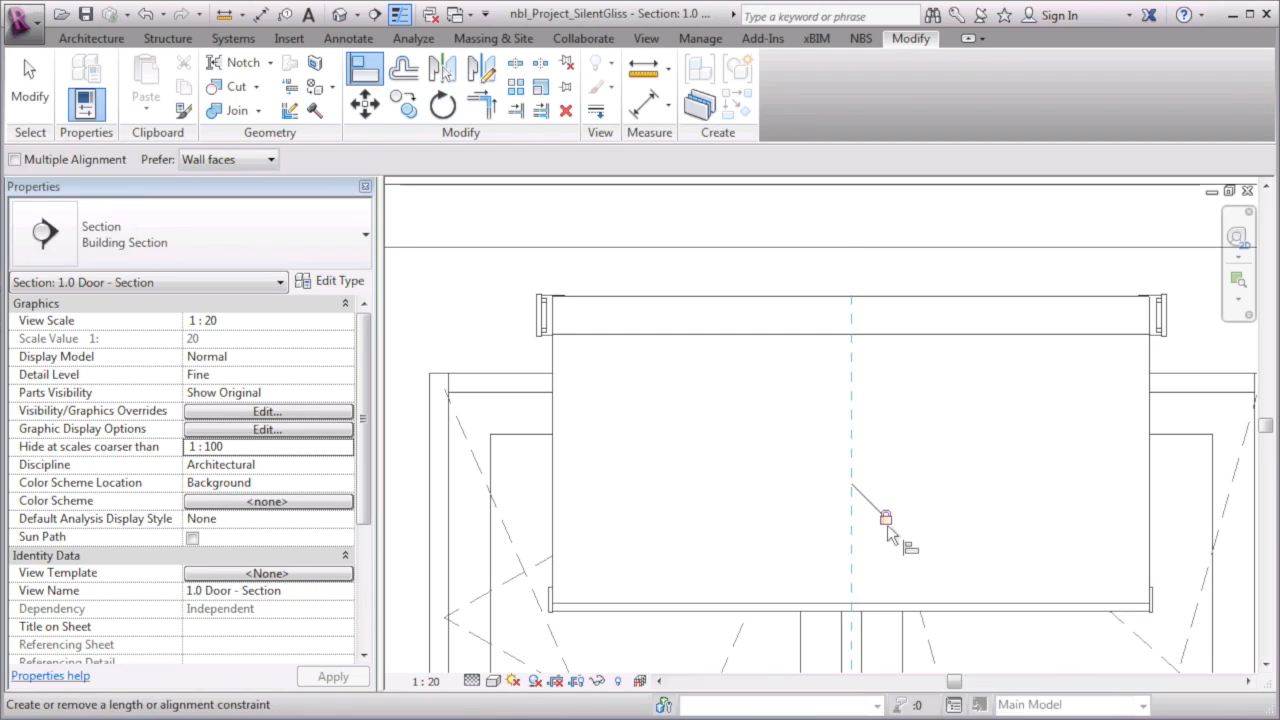 nbl_Project_SilentGliss - Section: 1.0 ...
Type a keyword or phrase
Sign In
Architecture Structure Systems Insert Annotate Analyze Massing & Site Collaborate View Manage Add-Ins xBIM NBS Modify
Modify
Paste
Notch
Cut
Join
Select Properties Clipboard Geometry Modify View Measure Create
Multiple Alignment Prefer: Wall faces
Properties
Section
Building Section
Section: 1.0 Door - Section Edit Type
Graphics
View Scale 1 : 20
Scale Value 1: 20
Display Model Normal
Detail Level Fine
Parts Visibility Show Original
Visibility/Graphics Overrides Edit...
Graphic Display Options Edit...
Hide at scales coarser than 1 : 100
Discipline Architectural
Color Scheme Location Background
Color Scheme <none>
Default Analysis Display Style None
Sun Path
Identity Data
View Template <None>
View Name 1.0 Door - Section
Dependency Independent
Title on Sheet
Referencing Sheet
Referencing Detail
Properties help Apply
2D
1 : 20
Create or remove a length or alignment constraint
:0
Main Model